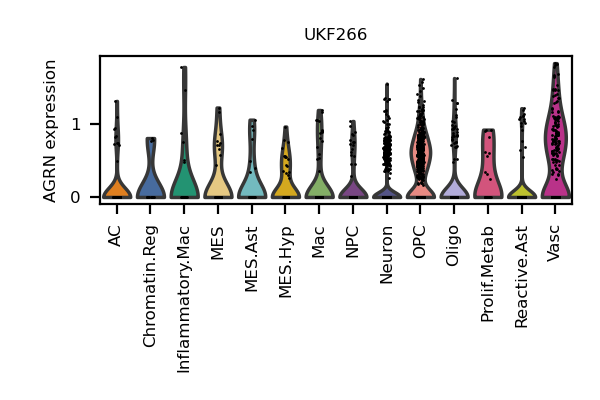 UKF266
AGRN expression
1
0
AC
Chromatin.Reg
Inflammatory.Mac
MES
MES.Ast
MES.Hyp
Mac
NPC
Neuron
OPC
Oligo
Prolif.Metab
Reactive.Ast
Vasc